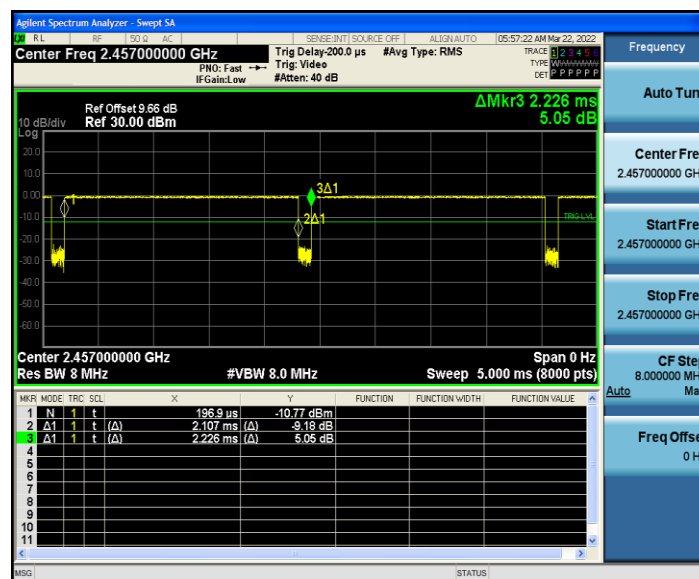 Agilent Spectrum Analyzer - Swept SA
RL RF 50 Ω AC SENSE:INT SOURCE OFF ALIGN AUTO 05:57:22 AM Mar 22, 2022
Center Freq 2.457000000 GHz
PNO: Fast
IFGain:Low
Trig Delay-200.0 µs #Avg Type: RMS
Trig: Video
#Atten: 40 dB
TRACE 1 2 3 4 5 6
TYPE WWWWWW
DET P P P P P P
Frequency
Auto Tun
Center Fre
2.457000000 GH
Start Fre
2.457000000 GH
Stop Fre
2.457000000 GH
CF Ste
8.000000 MH
Auto Ma
Freq Offse
0 H
ΔMkr3 2.226 ms
5.05 dB
Ref Offset 9.66 dB
10 dB/div Ref 30.00 dBm
Log
20.0
10.0
0.00
-10.0
-20.0
-30.0
-40.0
-50.0
-60.0
1
3Δ1
2Δ1
TRIG LVL
Center 2.457000000 GHz Span 0 Hz
Res BW 8 MHz #VBW 8.0 MHz Sweep 5.000 ms (8000 pts)
MKR MODE TRC SCL X Y FUNCTION FUNCTION WIDTH FUNCTION VALUE
1 N 1 t 196.9 µs -10.77 dBm
2 Δ1 1 t (Δ) 2.107 ms (Δ) -9.18 dB
3 Δ1 1 t (Δ) 2.226 ms (Δ) 5.05 dB
4
5
6
7
8
9
10
11
MSG STATUS